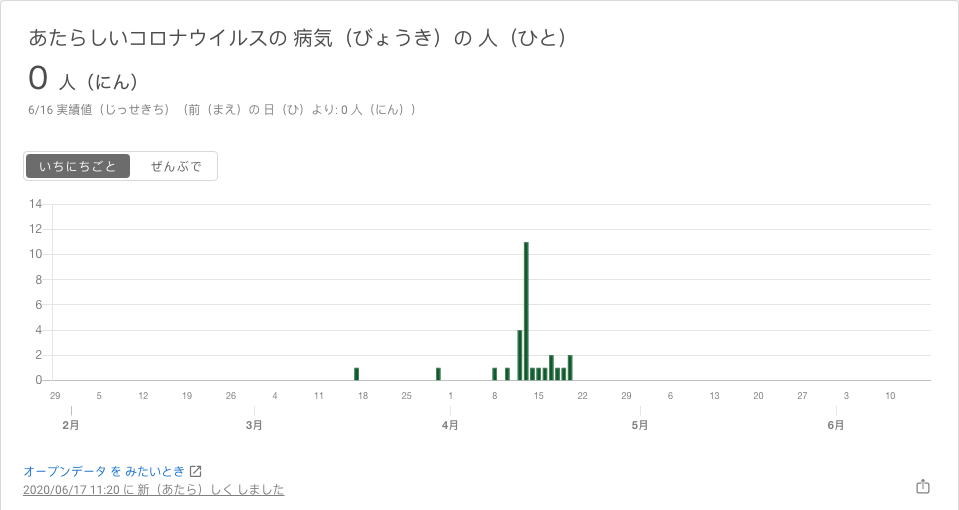 あたらしいコロナウイルスの 病気（びょうき）の 人（ひと）
0 人（にん）
6/16 実績値（じっせきち）（前（まえ）の 日（ひ）より: 0 人（にん））
いちにちごと ぜんぶで
14
12
10
8
6
4
2
0
29 5 12 19 26 4 11 18 25 1 8 15 22 29 6 13 20 27 3 10
2月 3月 4月 5月 6月
オープンデータ を みたいとき
2020/06/17 11:20 に 新（あたら）しく しました